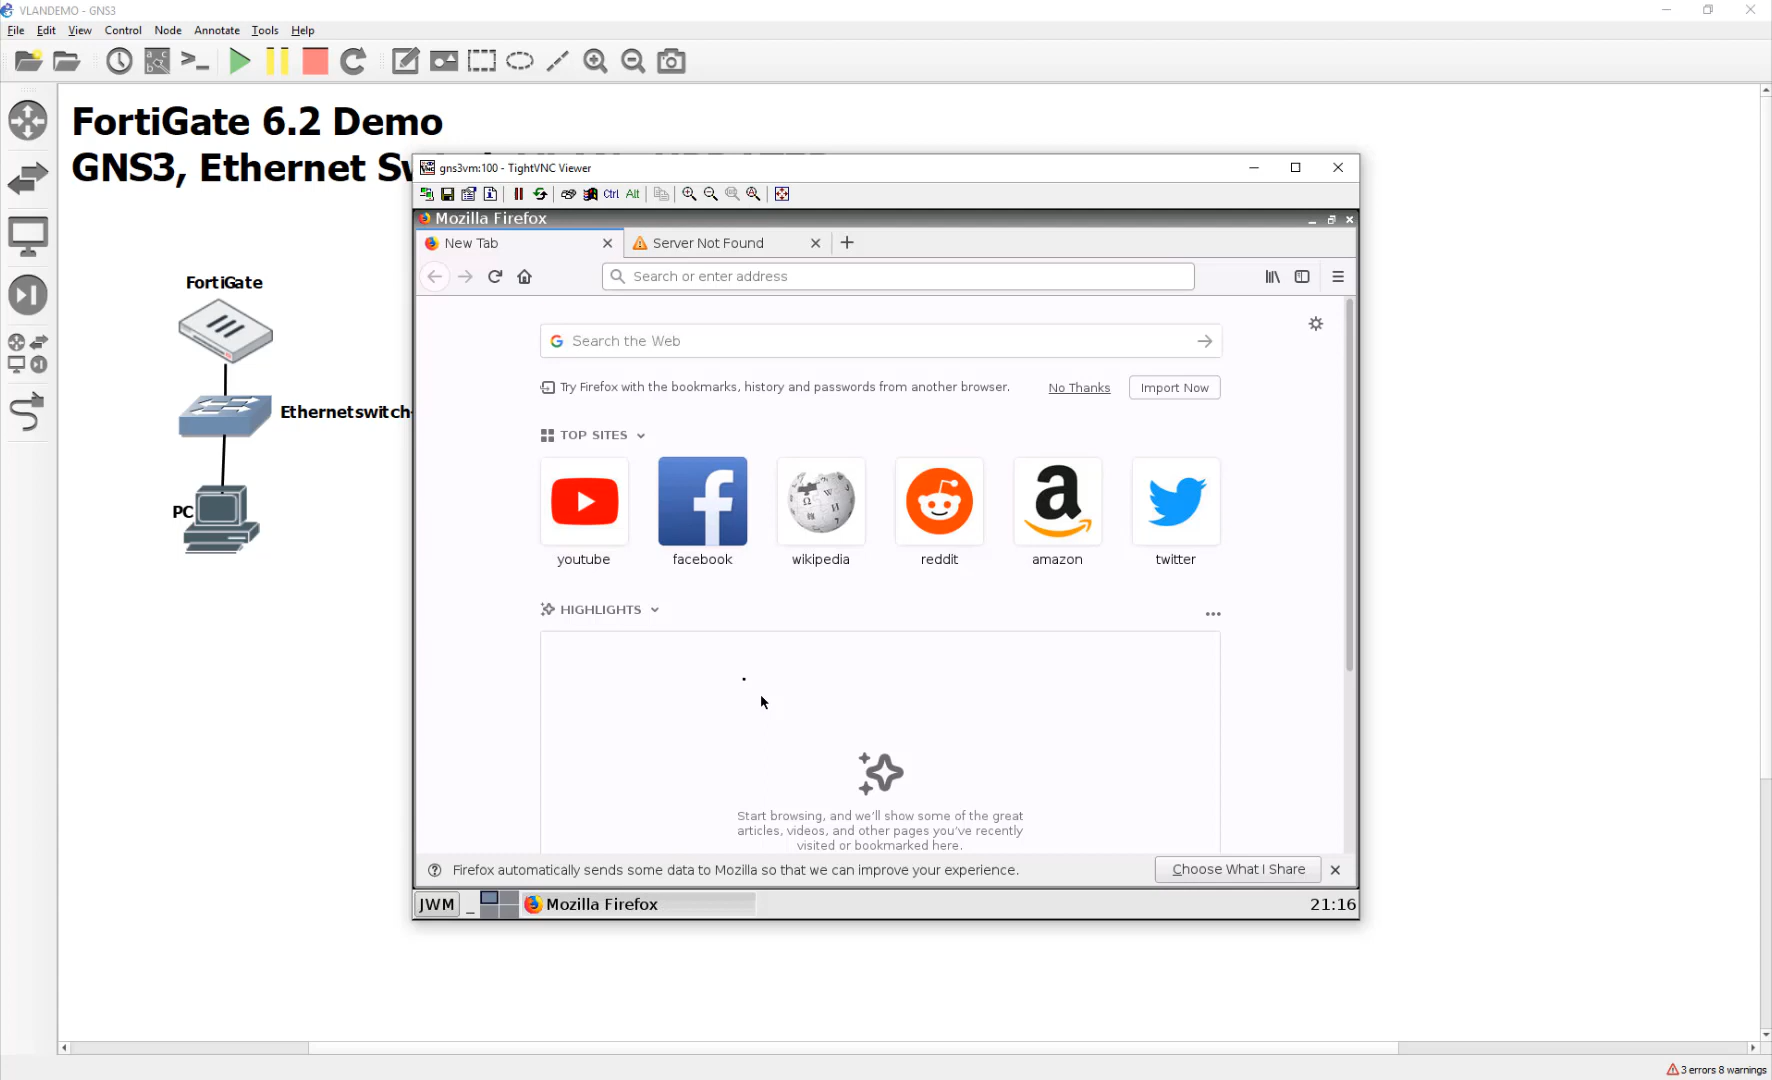 VLANDEMO - GNS3
File Edit View Control Node Annotate Tools Help
FortiGate 6.2 Demo
GNS3, Ethernet Sw
gns3vm:100 - TightVNC Viewer
Ctrl Alt
Mozilla Firefox
New Tab
Server Not Found
Search or enter address
FortiGate
Ethernetswitch-
PC
Search the Web
Try Firefox with the bookmarks, history and passwords from another browser.
No Thanks
Import Now
TOP SITES
youtube facebook wikipedia reddit amazon twitter
HIGHLIGHTS
Start browsing, and we'll show some of the great
articles, videos, and other pages you've recently
visited or bookmarked here.
Firefox automatically sends some data to Mozilla so that we can improve your experience.
Choose What I Share
JWM
Mozilla Firefox
21:16
3 errors 8 warnings